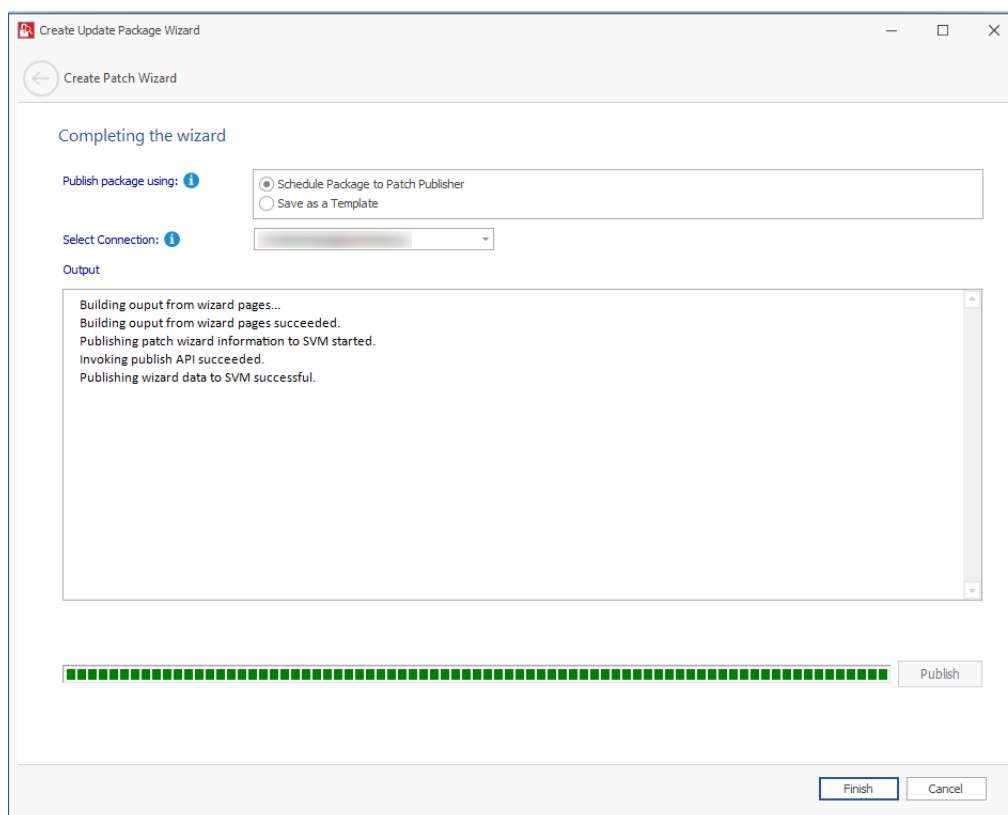 Create Update Package Wizard
Create Patch Wizard
Completing the wizard
Publish package using:
Schedule Package to Patch Publisher
Save as a Template
Select Connection:
Output
Building ouput from wizard pages...
Building ouput from wizard pages succeeded.
Publishing patch wizard information to SVM started.
Invoking publish API succeeded.
Publishing wizard data to SVM successful.
Publish
Finish Cancel